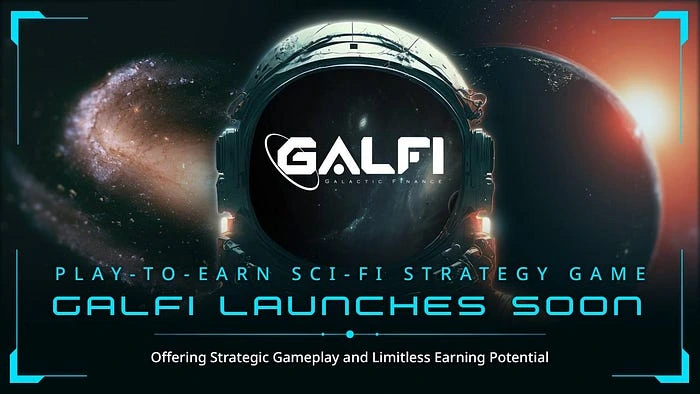 GALFI
GALACTIC FINANCE
PLAY-TO-EARN SCI-FI STRATEGY GAME
GALFI LAUNCHES SOON
Offering Strategic Gameplay and Limitless Earning Potential